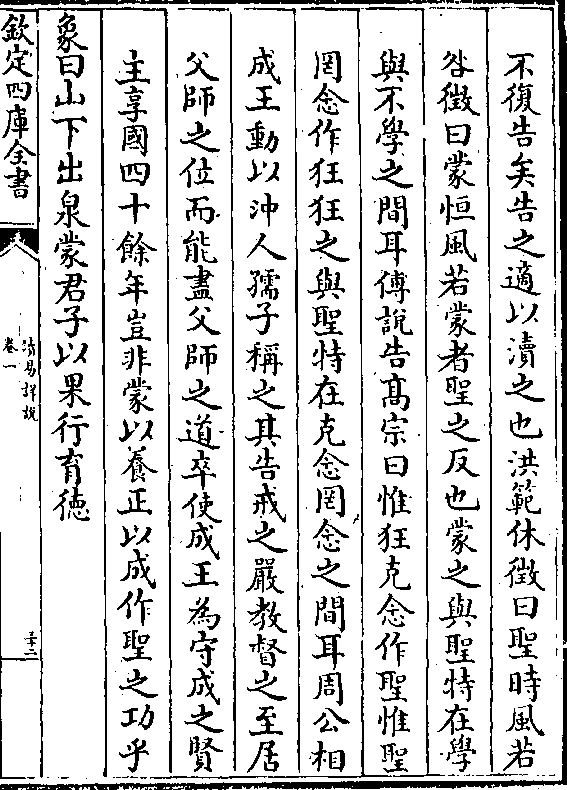 不復告矣告之適以瀆之也洪範休徴曰聖時風若
咎徴曰蒙恒風若蒙者聖之反也蒙之與聖特在學
與不學之間耳傅說告髙宗曰惟狂克念作聖惟聖
罔念作狂狂之與聖特在克念罔念之間耳周公相
成王動以沖人孺子稱之其告戒之嚴教督之至居
父師之位而能盡父師之道卒使成王為守成之賢
主享國四十餘年豈非蒙以養正以成作聖之功乎
象曰山下出泉蒙君子以果行育徳
欽定四庫全書
讀易詳說
卷一